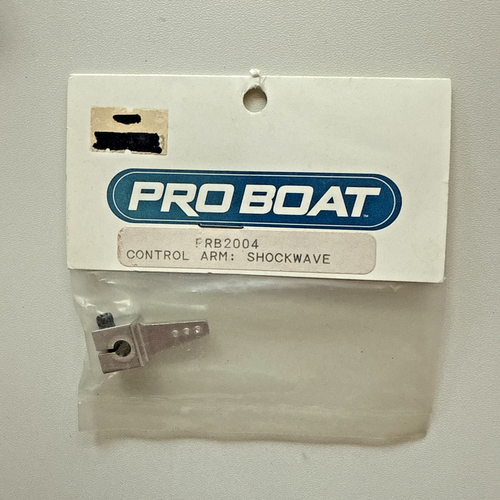 PRO BOAT
PRB2004
CONTROL ARM: SHOCKWAVE